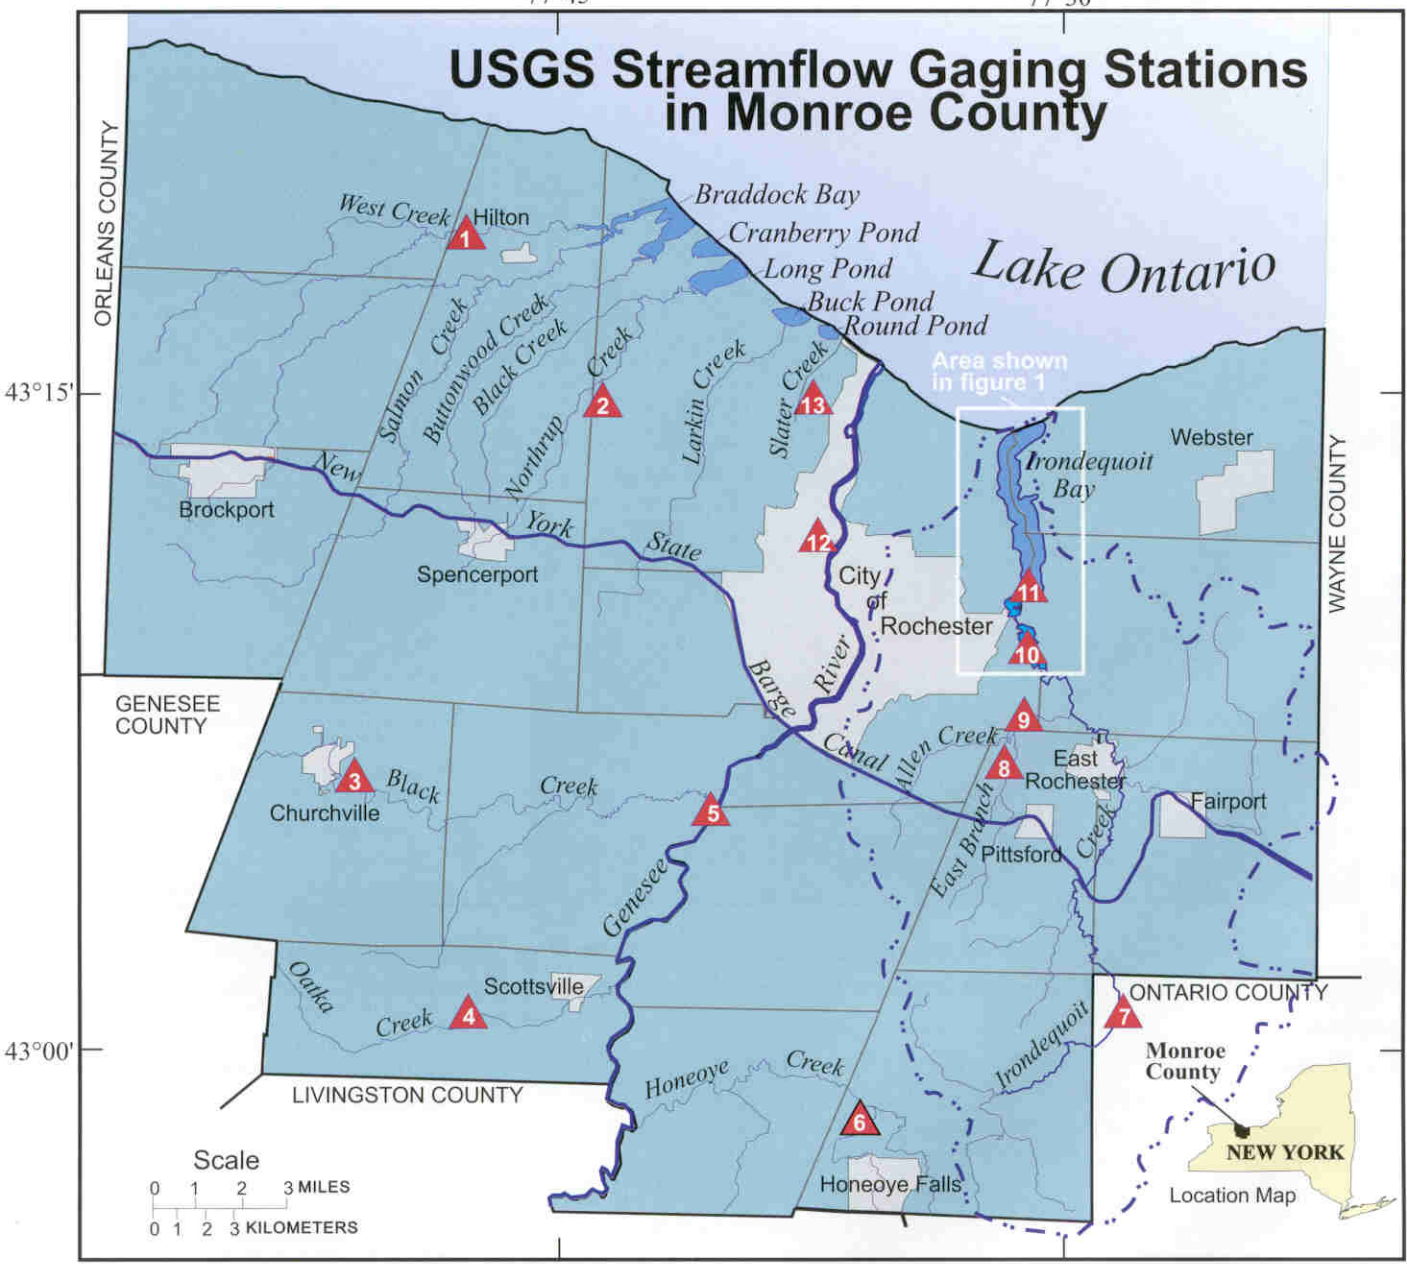 USGS Streamflow Gaging Stations
in Monroe County
ORLEANS COUNTY
West Creek
Hilton
1
Braddock Bay
Cranberry Pond
Long Pond
Buck Pond
Round Pond
Lake Ontario
Area shown
in figure 1
43°15'
Salmon Creek
Buttonwood Creek
Black Creek
Northrup Creek
2
Larkin Creek
Slater Creek
13
Irondequoit
Bay
Webster
WAYNE COUNTY
Brockport
New York State Barge Canal
Spencerport
12
City
of
Rochester
River
11
10
GENESEE
COUNTY
9
Allen Creek
8
East
Rochester
3
Black Creek
Churchville
5
Fairport
Pittsford
East Branch
Creek
Genesee
Oatka
Creek
Scottsville
4
ONTARIO COUNTY
7
Irondequoit
43°00'
LIVINGSTON COUNTY
Honeoye Creek
6
Honeoye Falls
Monroe
County
NEW YORK
Location Map
Scale
0 1 2 3 MILES
0 1 2 3 KILOMETERS